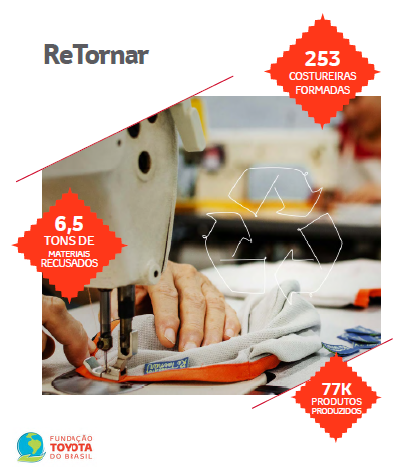 ReTornar
253
COSTUREIRAS
FORMADAS
6,5
TONS DE
MATERIAIS
RECUSADOS
77K
PRODUTOS
PRODUZIDOS
FUNDAÇÃO
TOYOTA
DO BRASIL